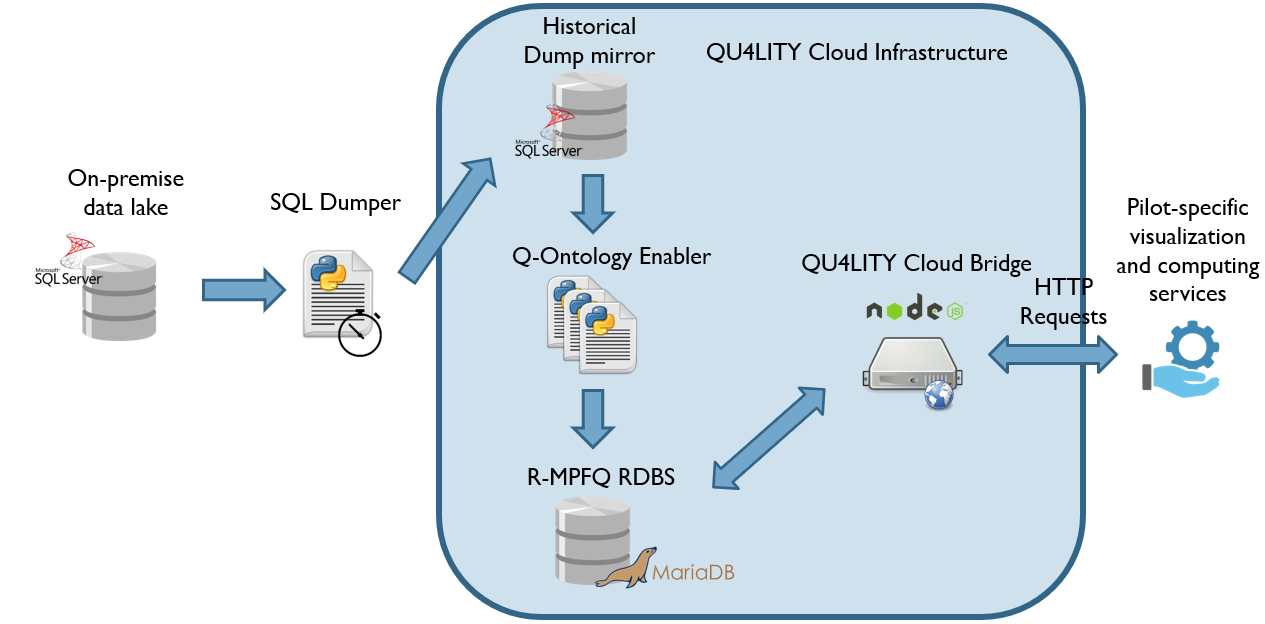 Historical
Dump mirror
QU4LITY Cloud Infrastructure
Microsoft®
SQL Server®
On-premise
data lake
Microsoft®
SQL Server®
SQL Dumper
Q-Ontology Enabler
QU4LITY Cloud Bridge
node
JS
HTTP
Requests
Pilot-specific
visualization
and computing
services
R-MPFQ RDBS
MariaDB